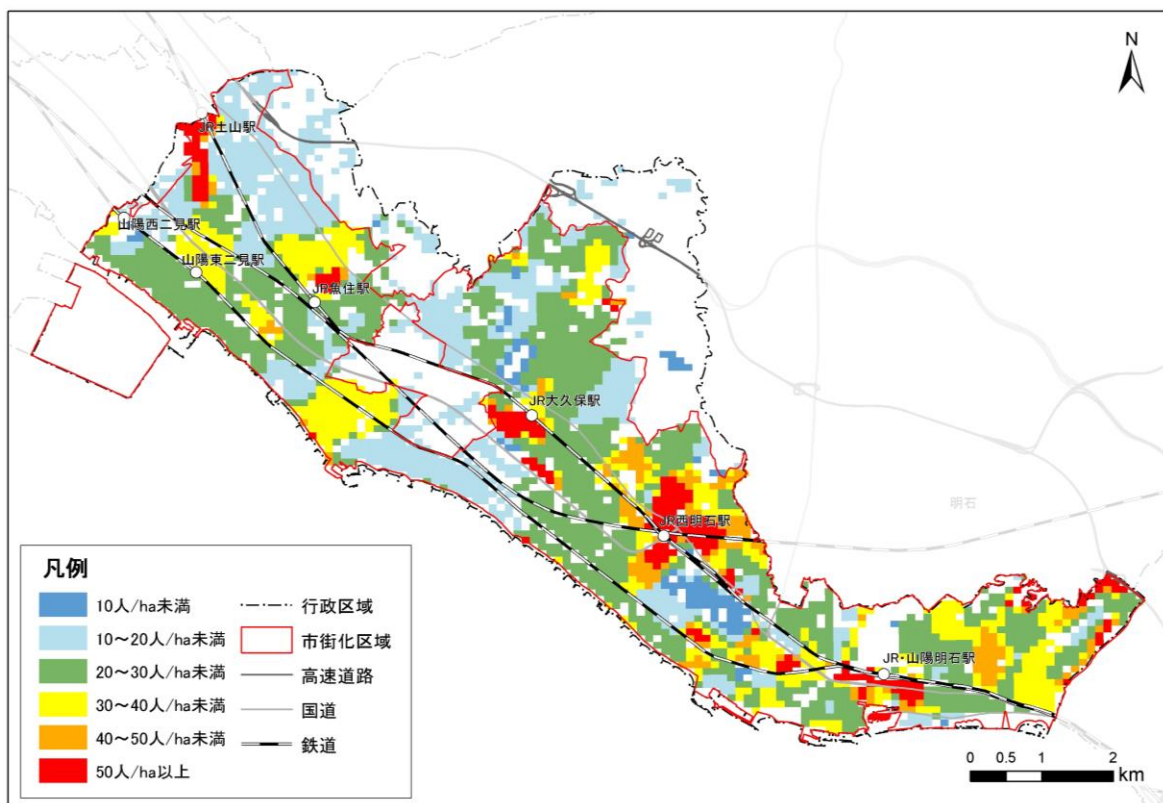 N
JR土山駅
山陽西二見駅
山陽東二見駅
JR魚住駅
JR大久保駅
明石
JR西明石駅
JR・山陽明石駅
凡例
10人/ha未満
10～20人/ha未満
20～30人/ha未満
30～40人/ha未満
40～50人/ha未満
50人/ha以上
行政区域
市街化区域
高速道路
国道
鉄道
0 0.5 1 2
km